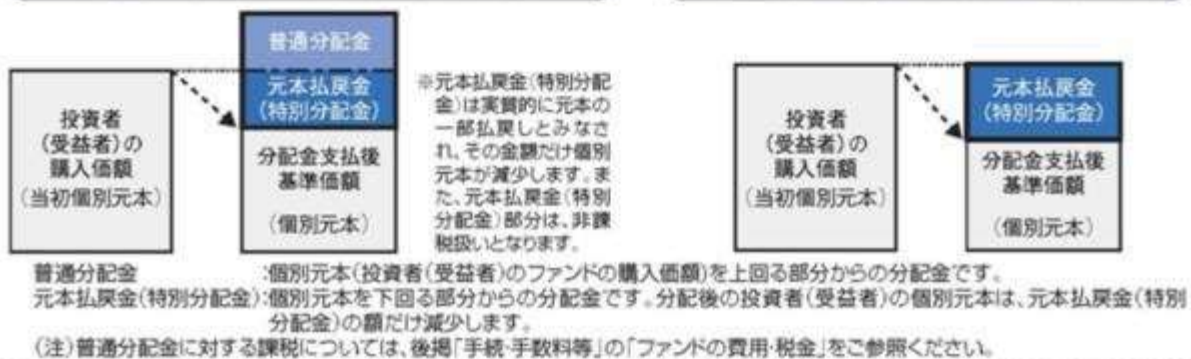 普通分配金
元本払戻金
(特別分配金)
投資者
(受益者)の
購入価額
(当初個別元本)
分配金支払後
基準価額
(個別元本)
※元本払戻金(特別分配
金)は実質的に元本の
一部払戻しとみなさ
れ、その金額だけ個別
元本が減少します。ま
た、元本払戻金(特別
分配金)部分は、非課
税扱いとなります。
投資者
(受益者)の
購入価額
(当初個別元本)
元本払戻金
(特別分配金)
分配金支払後
基準価額
(個別元本)
普通分配金 :個別元本(投資者(受益者)のファンドの購入価額)を上回る部分からの分配金です。
元本払戻金(特別分配金):個別元本を下回る部分からの分配金です。分配後の投資者(受益者)の個別元本は、元本払戻金(特別
分配金)の額だけ減少します。
(注)普通分配金に対する課税については、後掲「手続・手数料等」の「ファンドの費用・税金」をご参照ください。